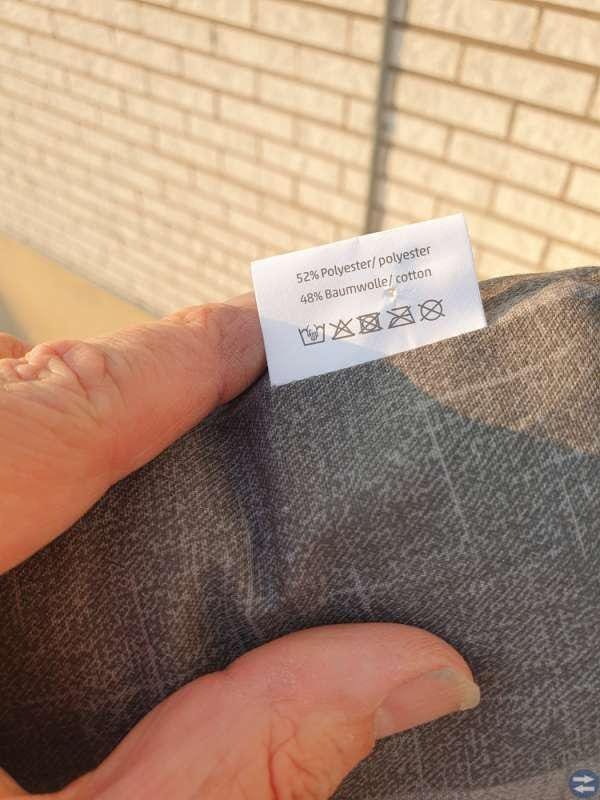 52% Polyester/ polyester
48% Baumwolle/ cotton